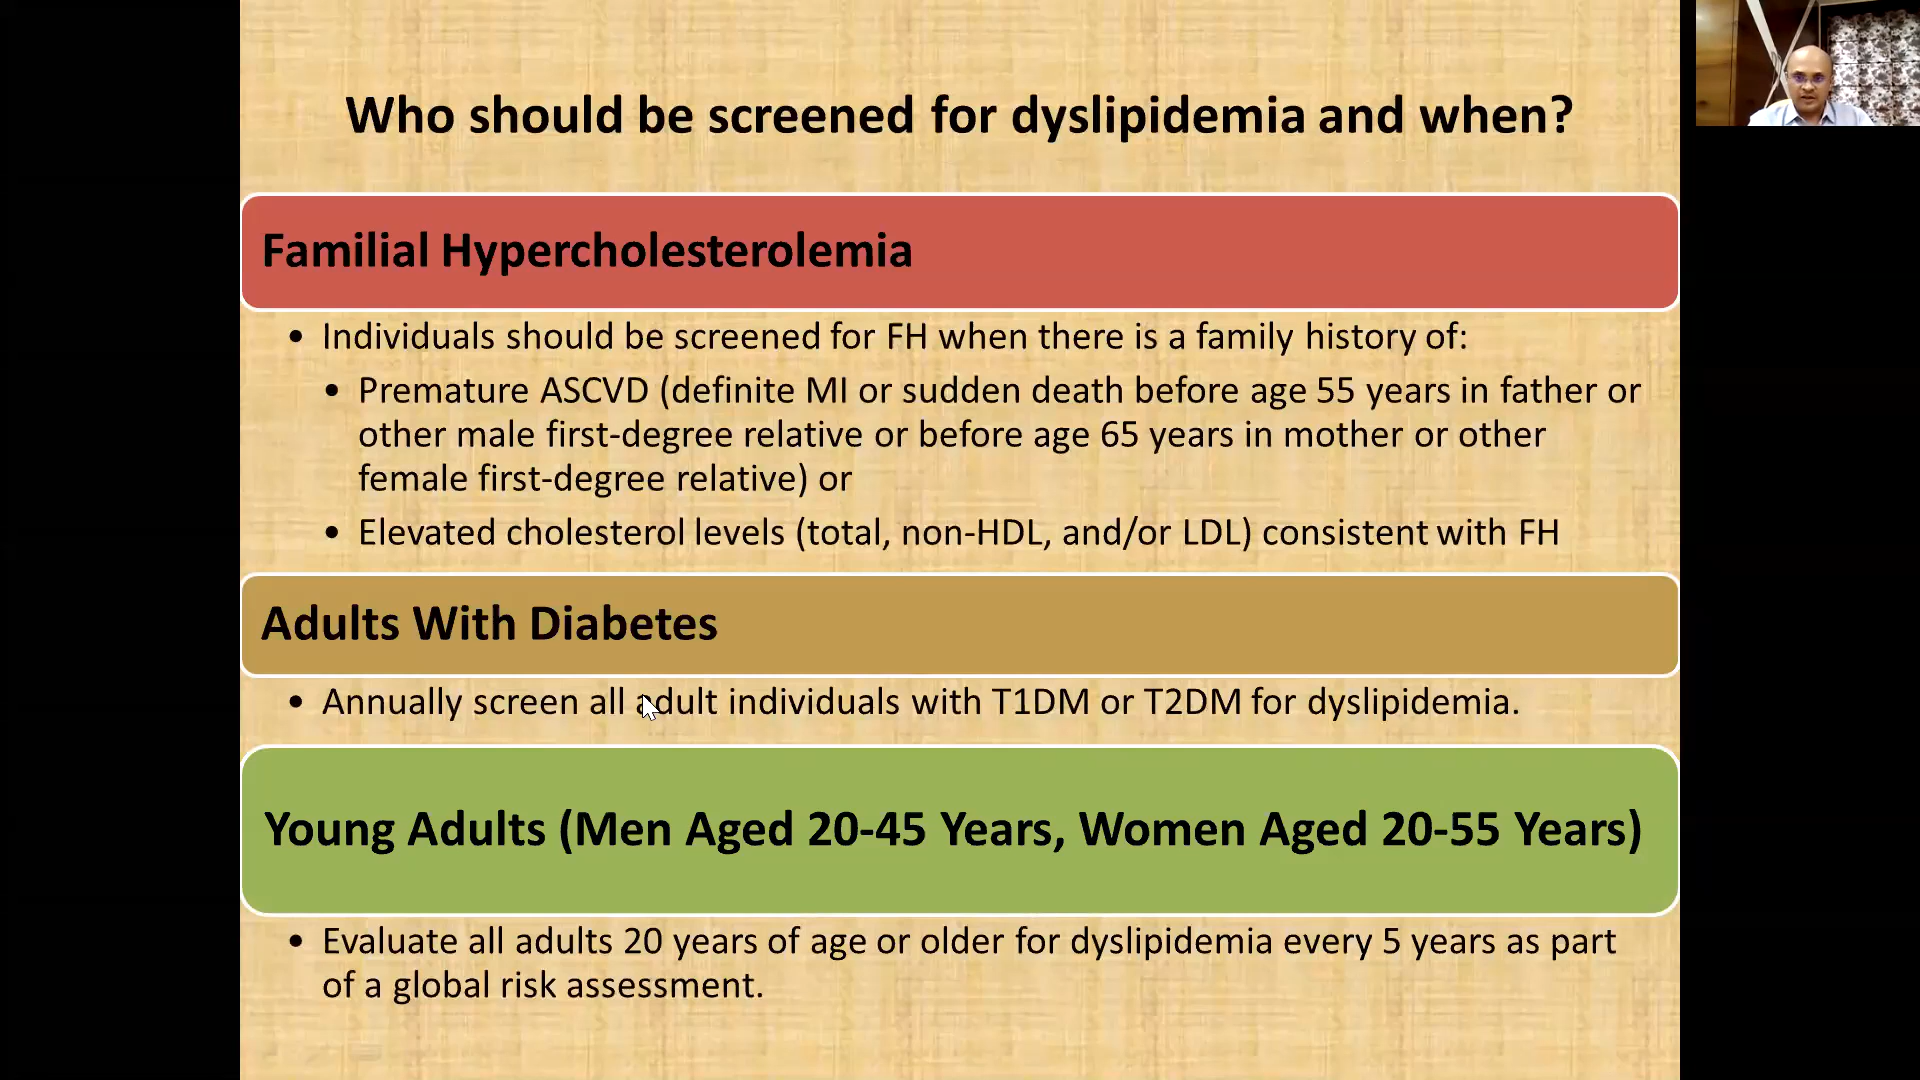 Who should be screened for dyslipidemia and when?
Familial Hypercholesterolemia
• Individuals should be screened for FH when there is a family history of:
• Premature ASCVD (definite MI or sudden death before age 55 years in father or
other male first-degree relative or before age 65 years in mother or other
female first-degree relative) or
• Elevated cholesterol levels (total, non-HDL, and/or LDL) consistent with FH
Adults With Diabetes
• Annually screen all adult individuals with T1DM or T2DM for dyslipidemia.
Young Adults (Men Aged 20-45 Years, Women Aged 20-55 Years)
• Evaluate all adults 20 years of age or older for dyslipidemia every 5 years as part
of a global risk assessment.